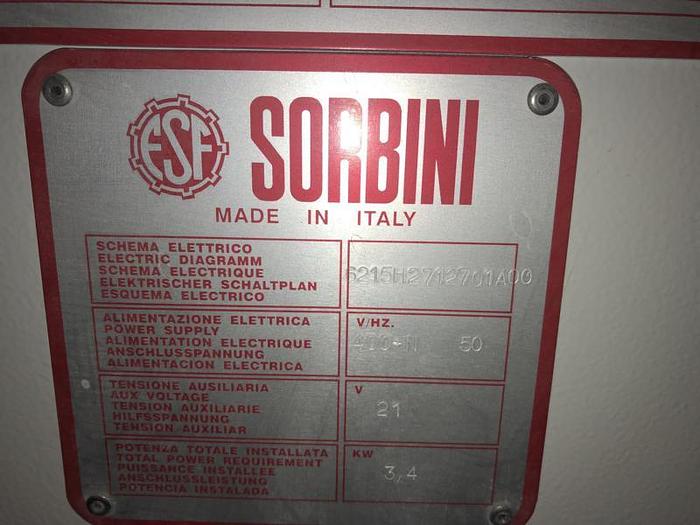 ESF SORBINI
MADE IN ITALY
SCHEMA ELETTRICO
ELECTRIC DIAGRAMM
SCHEMA ELECTRIQUE
ELEKTRISCHER SCHALTPLAN
ESQUEMA ELECTRICO
6215H2712701A00
ALIMENTAZIONE ELETTRICA
POWER SUPPLY
ALIMENTATION ELECTRIQUE
ANSCHLUSSPANNUNG
ALIMENTACION ELECTRICA
V/HZ.
400-N 50
TENSIONE AUSILIARIA
AUX VOLTAGE
TENSION AUXILIARIE
HILFSSPANNUNG
TENSION AUXILIAR
V
21
POTENZA TOTALE INSTALLATA
TOTAL POWER REQUIREMENT
PUISSANCE INSTALLEE
ANSCHLUSSLEISTUNG
POTENCIA INSTALADA
KW
3,4